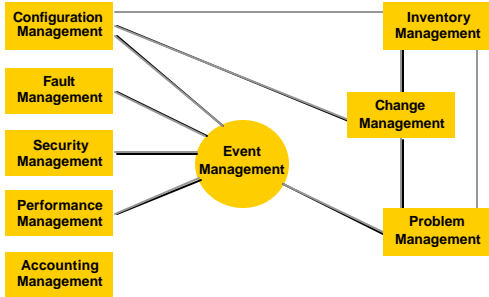 Configuration
Management
Inventory
Management
Fault
Management
Change
Management
Security
Management
Event
Management
Performance
Management
Problem
Management
Accounting
Management